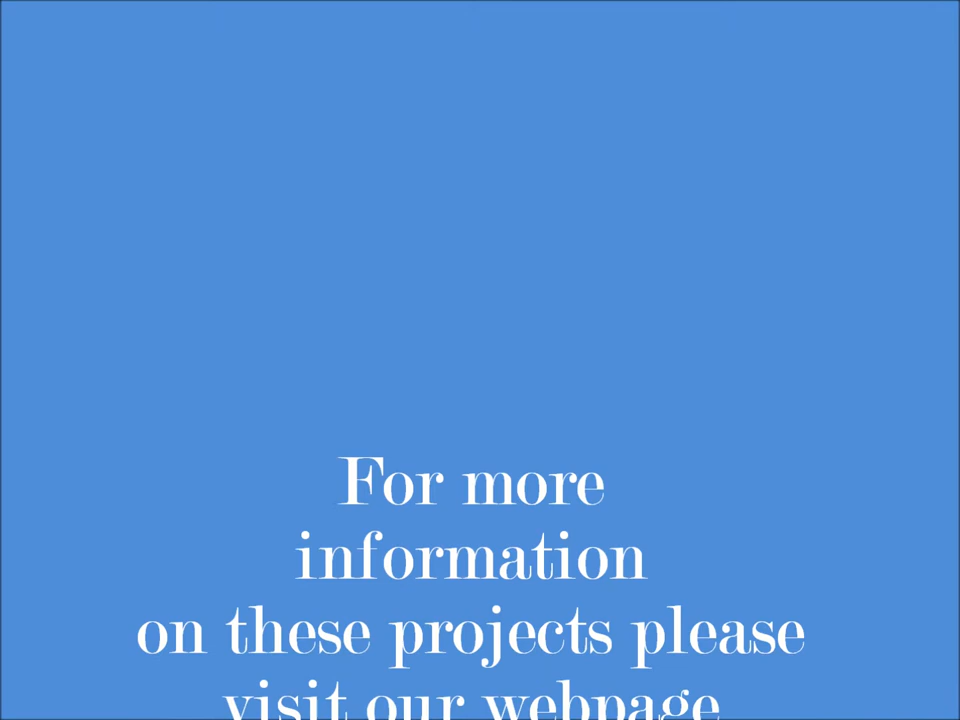 For more
information
on these projects please
visit our webpage